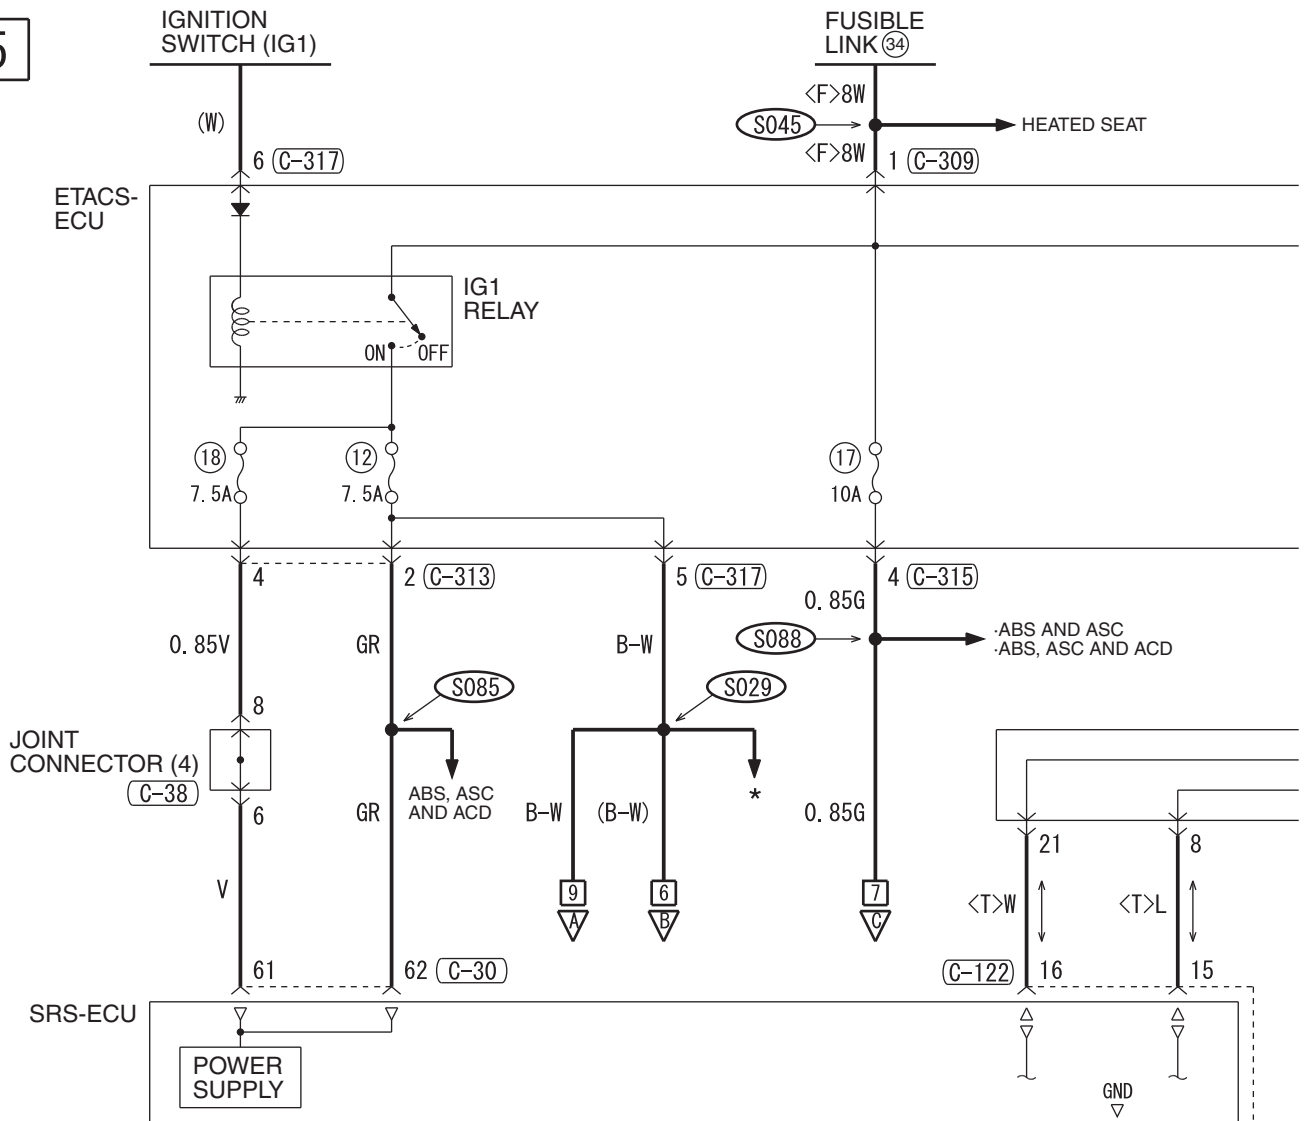 5
IGNITION
SWITCH (IG1)
FUSIBLE
LINK 34
<F>8W
(W)
S045
HEATED SEAT
<F>8W
6 C-317
1 C-309
ETACS-
ECU
IG1
RELAY
ON OFF
18
12
17
7.5A
7.5A
10A
4
2 C-313
5 C-317
4 C-315
0.85G
0.85V
GR
B-W
S088
·ABS AND ASC
·ABS, ASC AND ACD
S085
S029
8
JOINT
CONNECTOR (4)
C-38
6
ABS, ASC
AND ACD
GR
B-W
(B-W)
*
0.85G
21
8
V
9
6
7
A
B
C
<T>W
<T>L
61
62 C-30
C-122 16
15
SRS-ECU
POWER
SUPPLY
GND